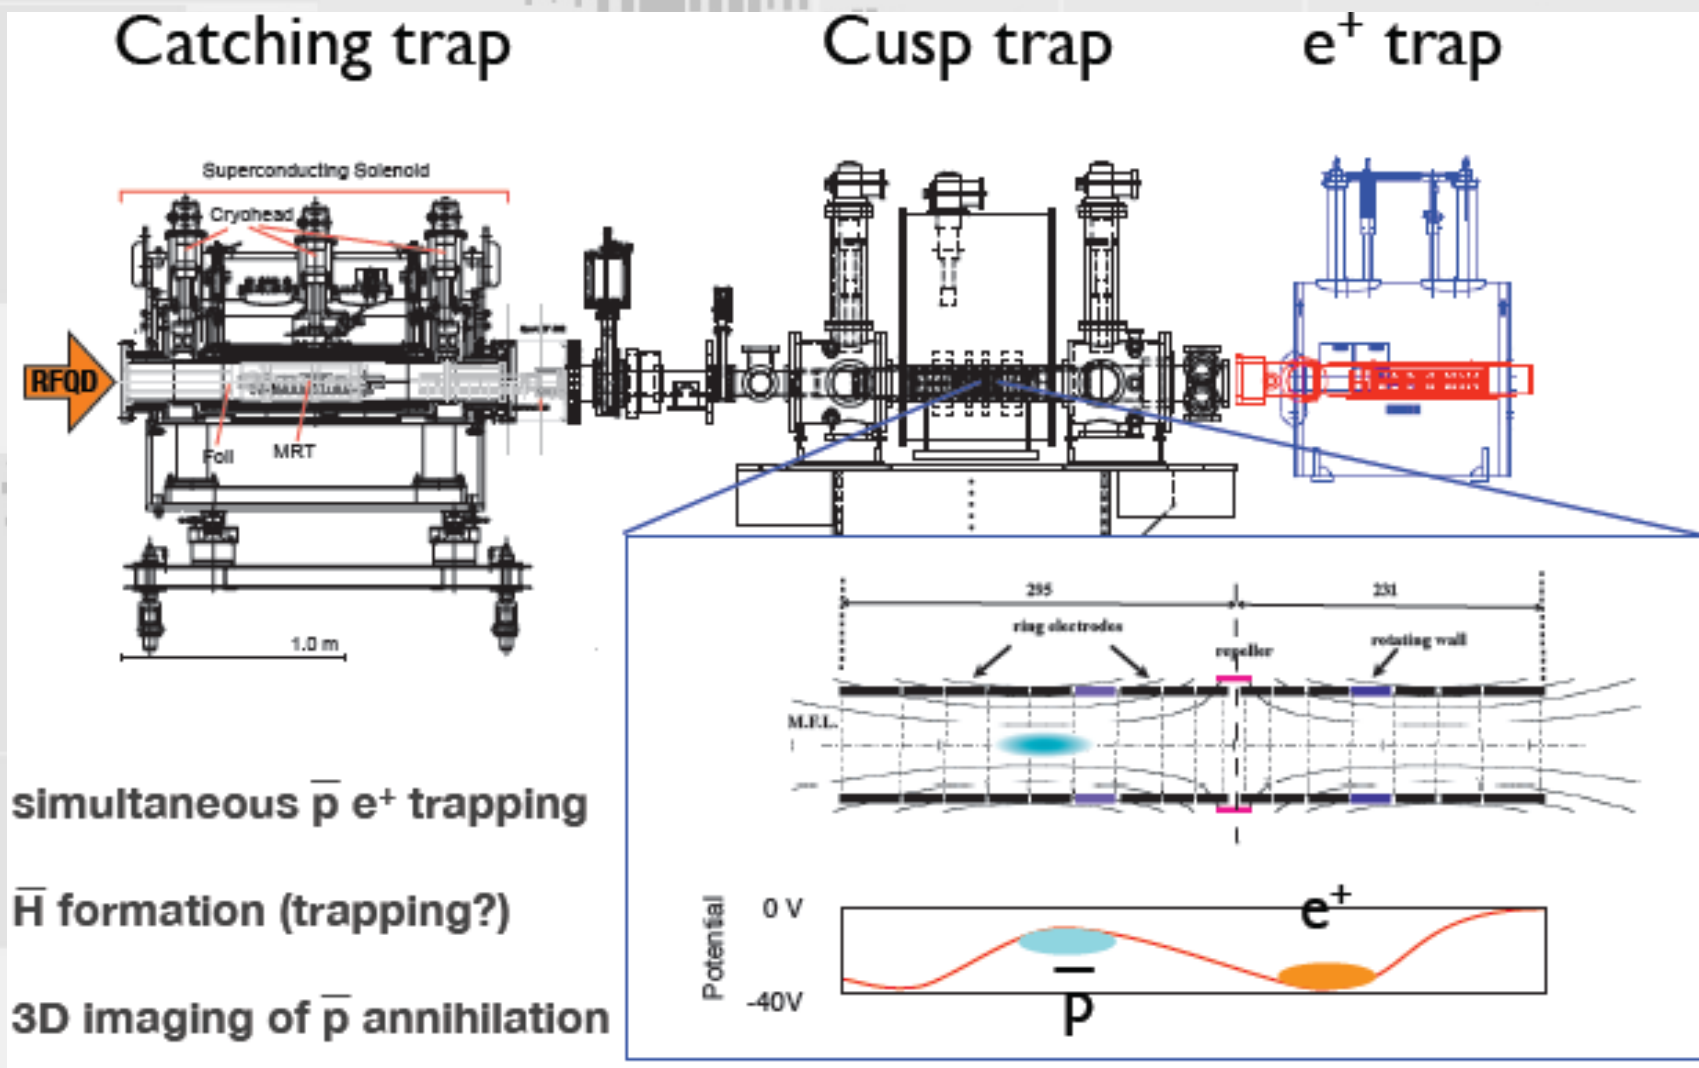 Catching trap
Cusp trap
e⁺ trap
Superconducting Solenoid
Cryohead
RFQD
Foil
MRT
1.0 m
295
231
ring electrodes
repeller
rotating wall
M.F.L.
simultaneous p̅ e⁺ trapping
H̅ formation (trapping?)
3D imaging of p̅ annihilation
Potential
0 V
-40V
e⁺
p̅